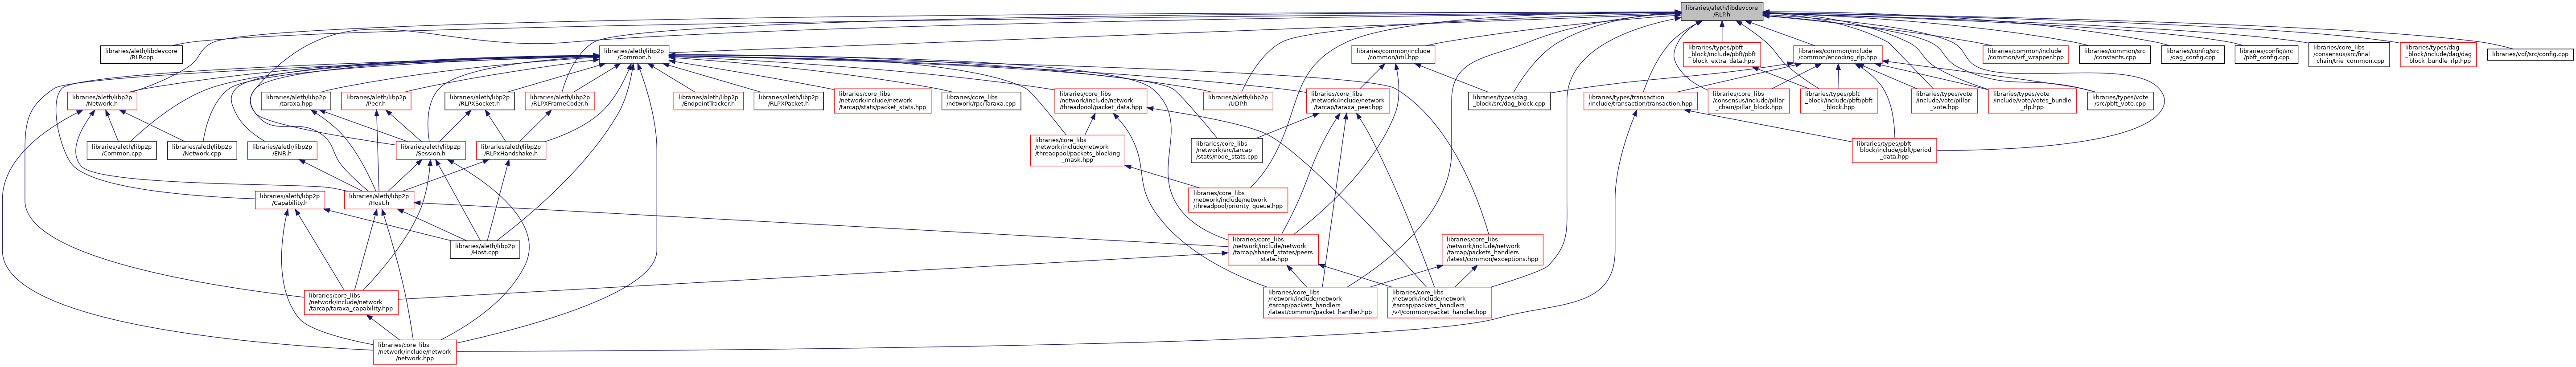 libraries/aleth/libdevcore
/RLP.h
libraries/aleth/libdevcore
/RLP.cpp
libraries/aleth/libp2p
/Common.h
libraries/common/include
/common/util.hpp
libraries/types/pbft
_block/include/pbft/pbft
_block_extra_data.hpp
libraries/common/include
/common/encoding_rlp.hpp
libraries/common/include
/common/vrf_wrapper.hpp
libraries/common/src
/constants.cpp
libraries/config/src
/dag_config.cpp
libraries/config/src
/pbft_config.cpp
libraries/core_libs
/consensus/src/final
_chain/trie_common.cpp
libraries/types/dag
_block/include/dag/dag
_block_bundle_rlp.hpp
libraries/vdf/src/config.cpp
libraries/aleth/libp2p
/Network.h
libraries/aleth/libp2p
/taraxa.hpp
libraries/aleth/libp2p
/Peer.h
libraries/aleth/libp2p
/RLPXSocket.h
libraries/aleth/libp2p
/RLPXFrameCoder.h
libraries/aleth/libp2p
/EndpointTracker.h
libraries/aleth/libp2p
/RLPXPacket.h
libraries/core_libs
/network/include/network
/tarcap/stats/packet_stats.hpp
libraries/core_libs
/network/rpc/Taraxa.cpp
libraries/core_libs
/network/include/network
/threadpool/packet_data.hpp
libraries/aleth/libp2p
/UDP.h
libraries/core_libs
/network/include/network
/tarcap/taraxa_peer.hpp
libraries/types/dag
_block/src/dag_block.cpp
libraries/types/transaction
/include/transaction/transaction.hpp
libraries/core_libs
/consensus/include/pillar
_chain/pillar_block.hpp
libraries/types/pbft
_block/include/pbft/pbft
_block.hpp
libraries/types/vote
/include/vote/pillar
_vote.hpp
libraries/types/vote
/include/vote/votes_bundle
_rlp.hpp
libraries/types/vote
/src/pbft_vote.cpp
libraries/aleth/libp2p
/Common.cpp
libraries/aleth/libp2p
/Network.cpp
libraries/aleth/libp2p
/ENR.h
libraries/aleth/libp2p
/Session.h
libraries/aleth/libp2p
/RLPxHandshake.h
libraries/core_libs
/network/include/network
/threadpool/packets_blocking
_mask.hpp
libraries/core_libs
/network/src/tarcap
/stats/node_stats.cpp
libraries/types/pbft
_block/include/pbft/period
_data.hpp
libraries/aleth/libp2p
/Capability.h
libraries/aleth/libp2p
/Host.h
libraries/core_libs
/network/include/network
/threadpool/priority_queue.hpp
libraries/aleth/libp2p
/Host.cpp
libraries/core_libs
/network/include/network
/tarcap/shared_states/peers
_state.hpp
libraries/core_libs
/network/include/network
/tarcap/packets_handlers
/latest/common/exceptions.hpp
libraries/core_libs
/network/include/network
/tarcap/taraxa_capability.hpp
libraries/core_libs
/network/include/network
/tarcap/packets_handlers
/latest/common/packet_handler.hpp
libraries/core_libs
/network/include/network
/tarcap/packets_handlers
/v4/common/packet_handler.hpp
libraries/core_libs
/network/include/network
/network.hpp